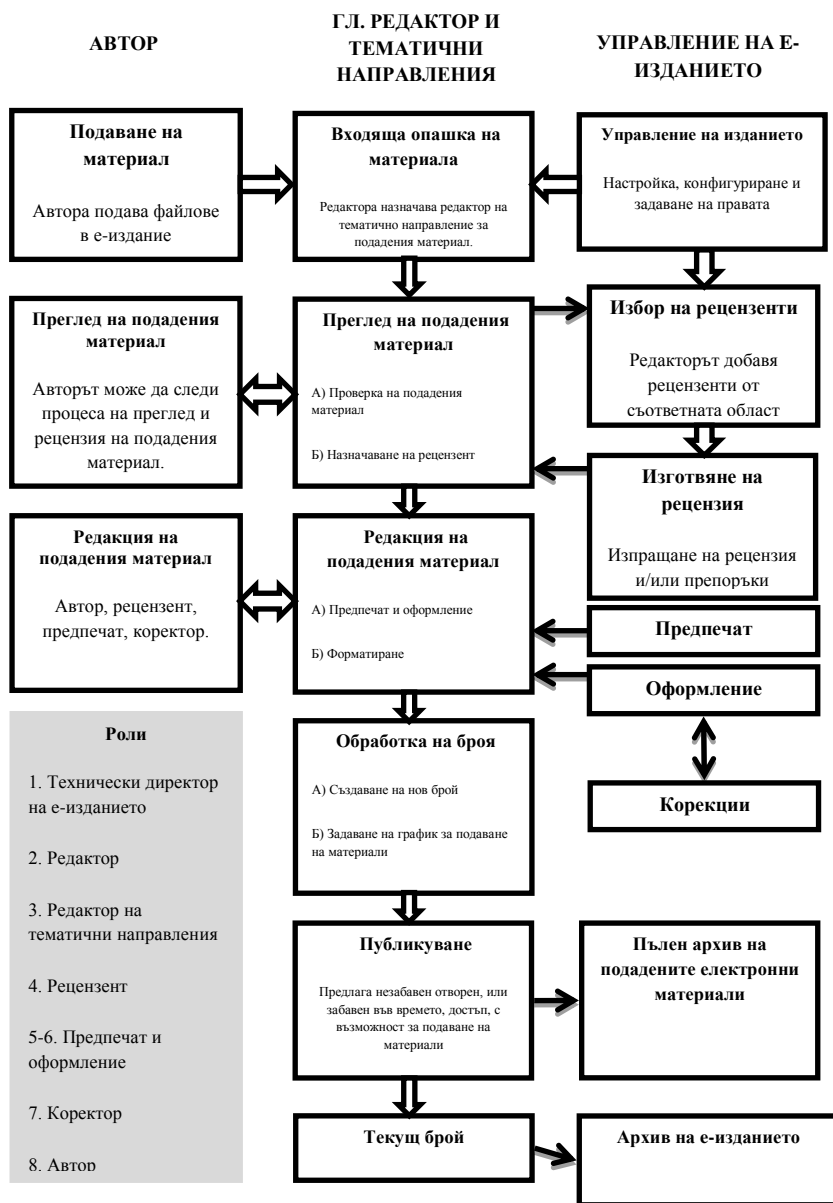 АВТОР
ГЛ. РЕДАКТОР И
ТЕМАТИЧНИ
НАПРАВЛЕНИЯ
УПРАВЛЕНИЕ НА Е-
ИЗДАНИЕТО
Подаване на
материал
Автора подава файлове
в е-издание
Входяща опашка на
материала
Редактора назначава редактор на
тематично направление за
подадения материал.
Управление на изданието
Настройка, конфигуриране и
задаване на правата
Преглед на подадения
материал
Авторът може да следи
процеса на преглед и
рецензия на подадения
материал.
Преглед на подадения
материал
А) Проверка на подадения
материал
Б) Назначаване на рецензент
Избор на рецензенти
Редакторът добавя
рецензенти от
съответната област
Изготвяне на
рецензия
Изпращане на рецензия
и/или препоръки
Редакция на
подадения материал
Автор, рецензент,
предпечат, коректор.
Редакция на
подадения материал
А) Предпечат и оформление
Б) Форматиране
Предпечат
Оформление
Корекции
Обработка на броя
А) Създаване на нов брой
Б) Задаване на график за подаване
на материали
Роли
1. Технически директор
на е-изданието
2. Редактор
3. Редактор на
тематични направления
4. Рецензент
5-6. Предпечат и
оформление
7. Коректор
8. Автор
Публикуване
Предлага незабавен отворен, или
забавен във времето, достъп, с
възможност за подаване на
материали
Пълен архив на
подадените електронни
материали
Текущ брой
Архив на е-изданието